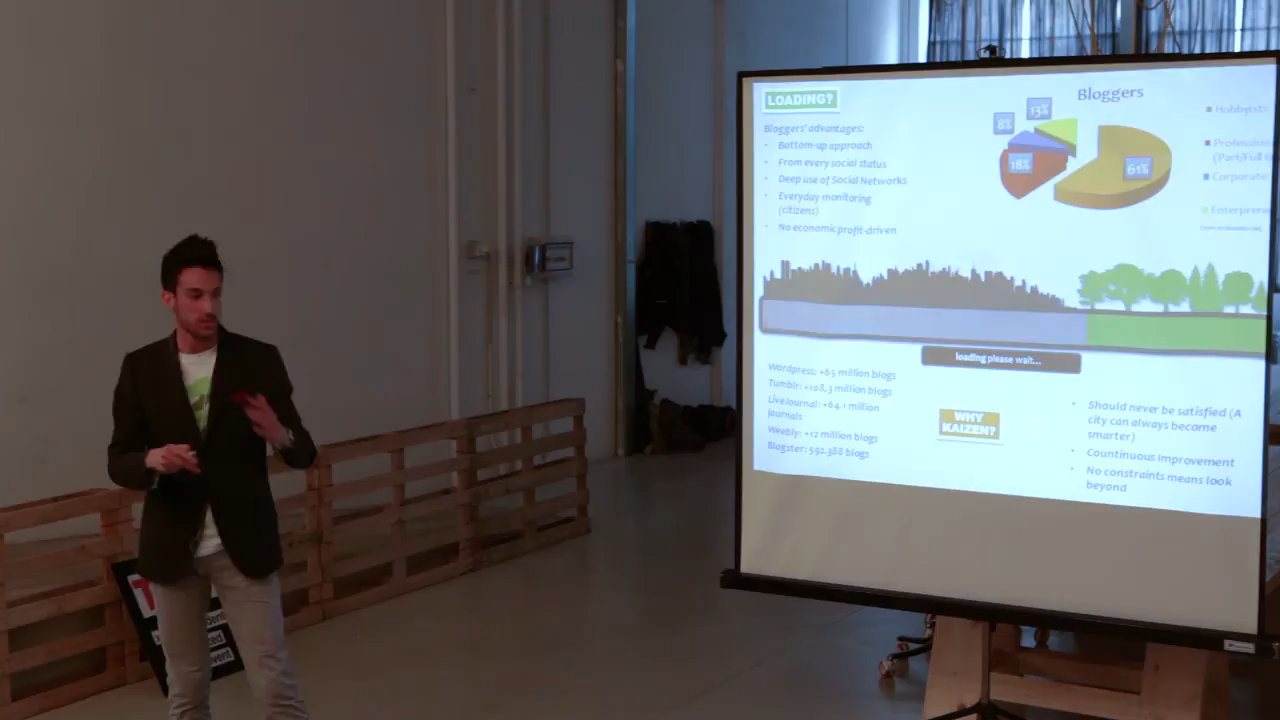 LOADING?
Bloggers' advantages:
Bottom-up approach
From every social status
Deep use of Social Networks
Everyday monitoring
(citizens)
No economic profit-driven
Bloggers
13%
8%
18%
61%
Hobbyists
(Part/Full
Corporate
loading please wait...
Wordpress: +65 million blogs
Tumblr: +108,3 million blogs
LiveJournal: +64.1 million
journals
Weebly: +12 million blogs
Blogster: 592.388 blogs
WHY
KAIZEN?
Should never be satisfied (A
city can always become
smarter)
Countinuous Improvement
No constraints means look
beyond
T